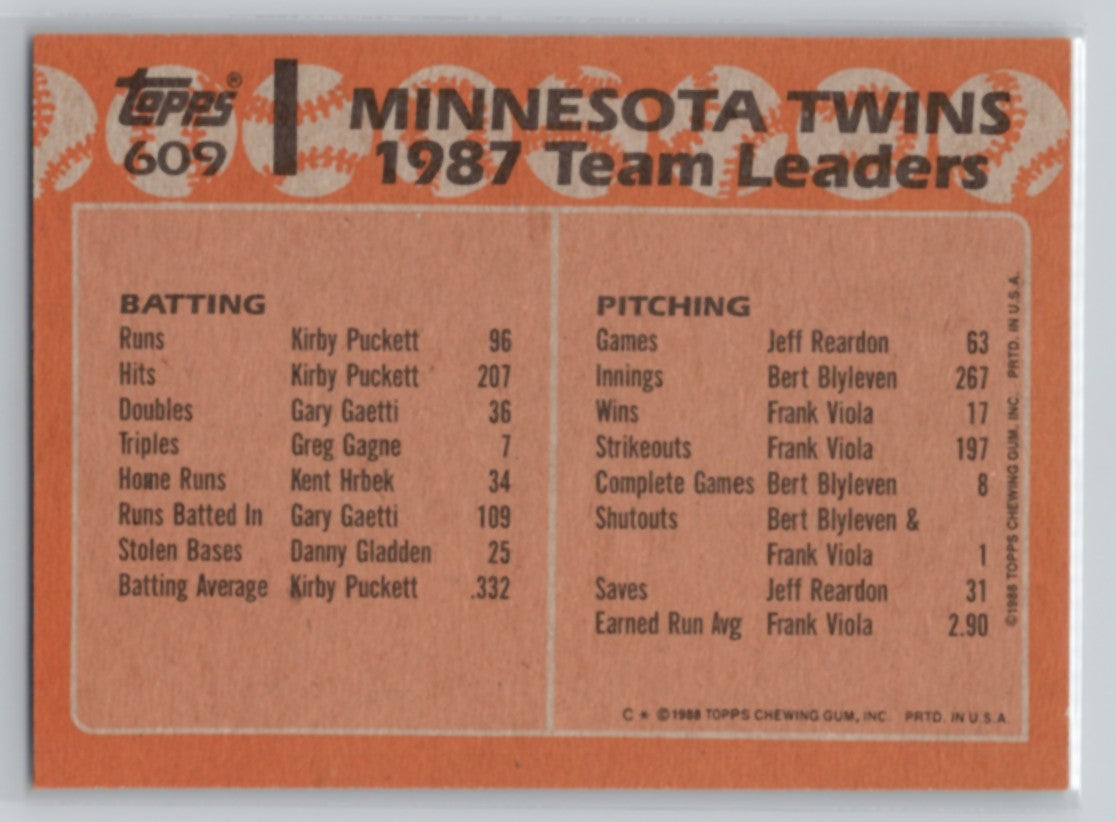 Topps®
609
MINNESOTA TWINS
1987 Team Leaders
BATTING
Runs Kirby Puckett 96
Hits Kirby Puckett 207
Doubles Gary Gaetti 36
Triples Greg Gagne 7
Home Runs Kent Hrbek 34
Runs Batted In Gary Gaetti 109
Stolen Bases Danny Gladden 25
Batting Average Kirby Puckett .332
PITCHING
Games Jeff Reardon 63
Innings Bert Blyleven 267
Wins Frank Viola 17
Strikeouts Frank Viola 197
Complete Games Bert Blyleven 8
Shutouts Bert Blyleven &
Frank Viola 1
Saves Jeff Reardon 31
Earned Run Avg Frank Viola 2.90
©1988 TOPPS CHEWING GUM, INC. PRTD. IN U.S.A.
C * ©1988 TOPPS CHEWING GUM, INC. PRTD. IN U.S.A.